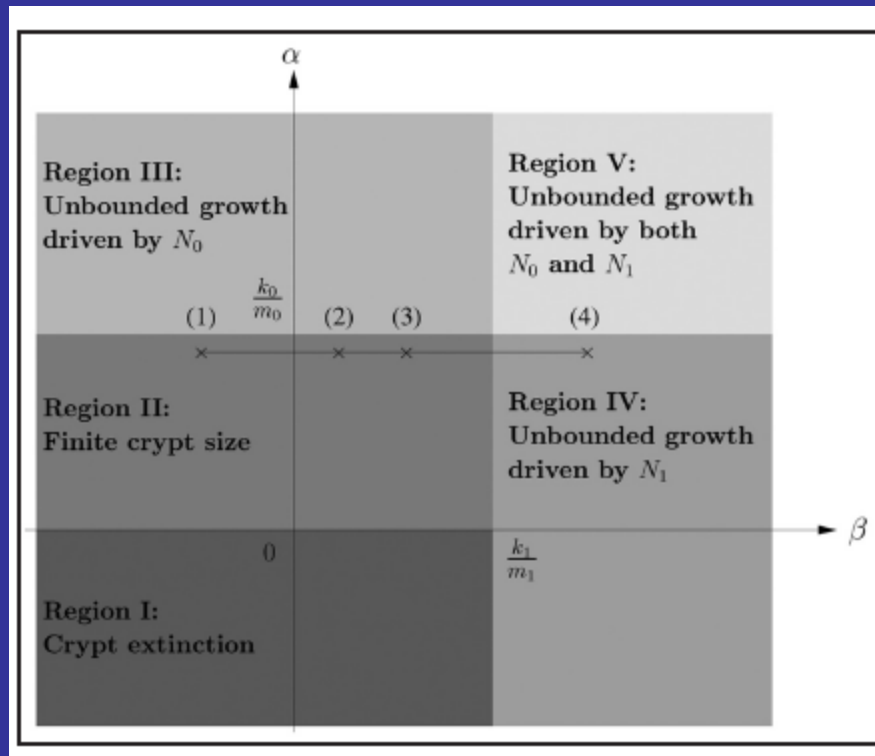 α
Region III:
Unbounded growth
driven by N₀
Region V:
Unbounded growth
driven by both
N₀ and N₁
k₀/m₀
(1) (2) (3) (4)
Region II:
Finite crypt size
Region IV:
Unbounded growth
driven by N₁
β
0
k₁/m₁
Region I:
Crypt extinction